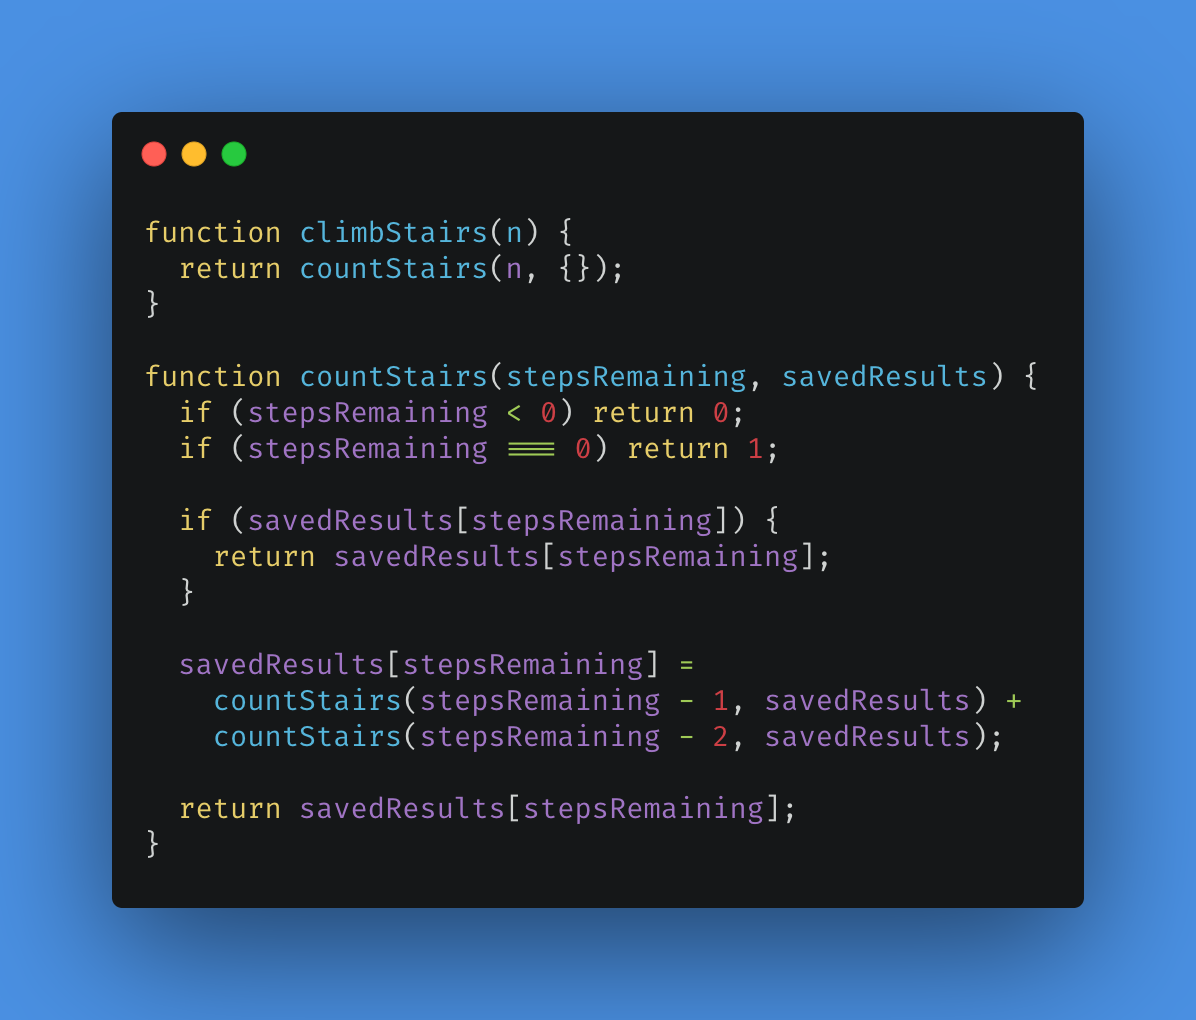 function climbStairs(n) {
  return countStairs(n, {});
}

function countStairs(stepsRemaining, savedResults) {
  if (stepsRemaining < 0) return 0;
  if (stepsRemaining === 0) return 1;

  if (savedResults[stepsRemaining]) {
    return savedResults[stepsRemaining];
  }

  savedResults[stepsRemaining] =
    countStairs(stepsRemaining - 1, savedResults) +
    countStairs(stepsRemaining - 2, savedResults);

  return savedResults[stepsRemaining];
}